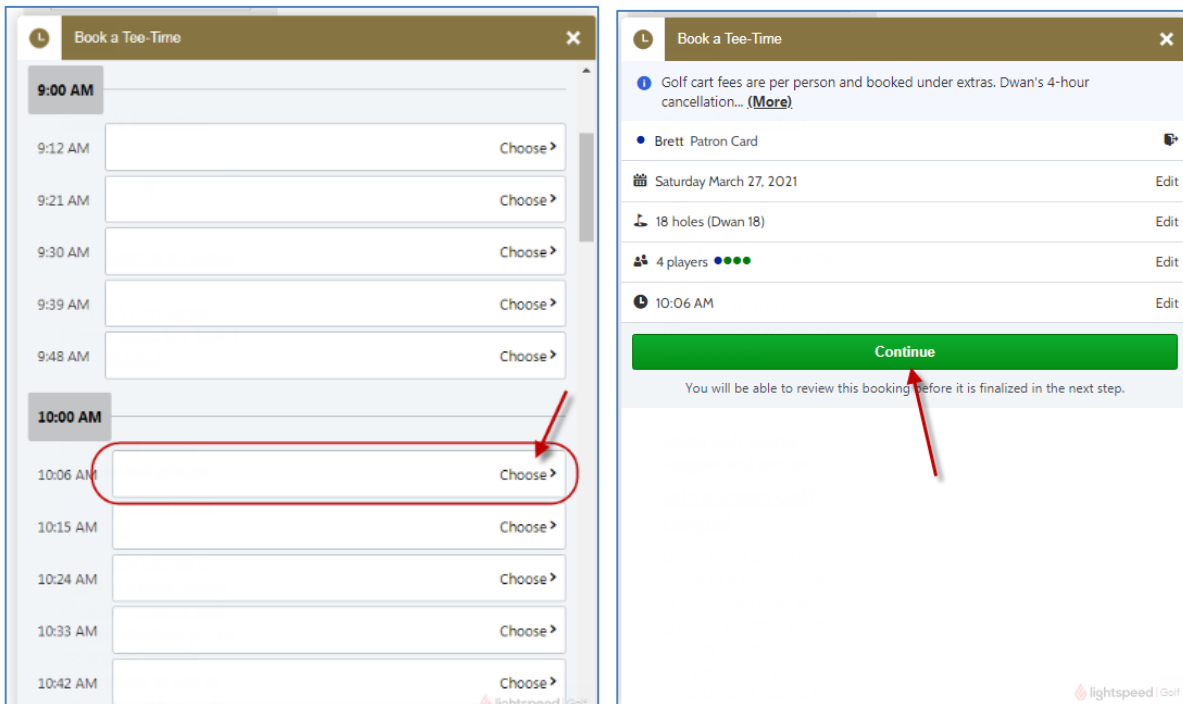 Book a Tee-Time
9:00 AM
9:12 AM Choose
9:21 AM Choose
9:30 AM Choose
9:39 AM Choose
9:48 AM Choose
10:00 AM
10:06 AM Choose
10:15 AM Choose
10:24 AM Choose
10:33 AM Choose
10:42 AM Choose
lightspeed Golf
Book a Tee-Time
Golf cart fees are per person and booked under extras. Dwan's 4-hour
cancellation... (More)
Brett Patron Card
Saturday March 27, 2021 Edit
18 holes (Dwan 18) Edit
4 players Edit
10:06 AM Edit
Continue
You will be able to review this booking before it is finalized in the next step.
lightspeed Golf